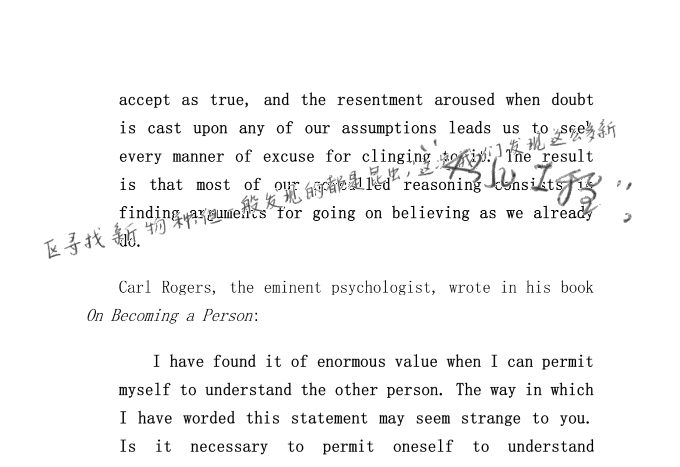 accept as true, and the resentment aroused when doubt
is cast upon any of our assumptions leads us to seek
every manner of excuse for clinging The result
is that most of our so-called reasoning consists in
finding arguments for going on believing as we already
do.
区寻找新物种,但一般发现的都是昆虫,这我们发现这么多新
Carl Rogers, the eminent psychologist, wrote in his book
On Becoming a Person:
I have found it of enormous value when I can permit
myself to understand the other person. The way in which
I have worded this statement may seem strange to you.
Is it necessary to permit oneself to understand